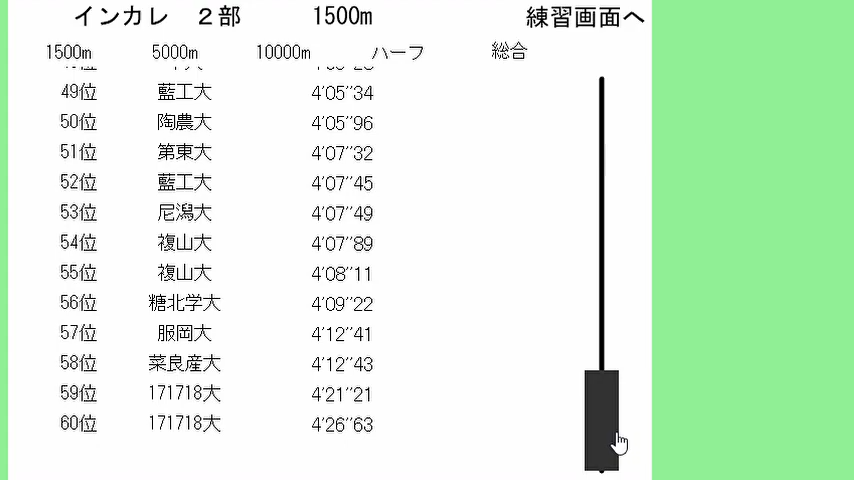 インカレ　２部　1500m　練習画面へ
1500m　5000m　10000m　ハーフ　総合
49位　藍工大　4'05''34
50位　陶農大　4'05''96
51位　第東大　4'07''32
52位　藍工大　4'07''45
53位　尼潟大　4'07''49
54位　複山大　4'07''89
55位　複山大　4'08''11
56位　糖北学大　4'09''22
57位　服岡大　4'12''41
58位　菜良産大　4'12''43
59位　171718大　4'21''21
60位　171718大　4'26''63